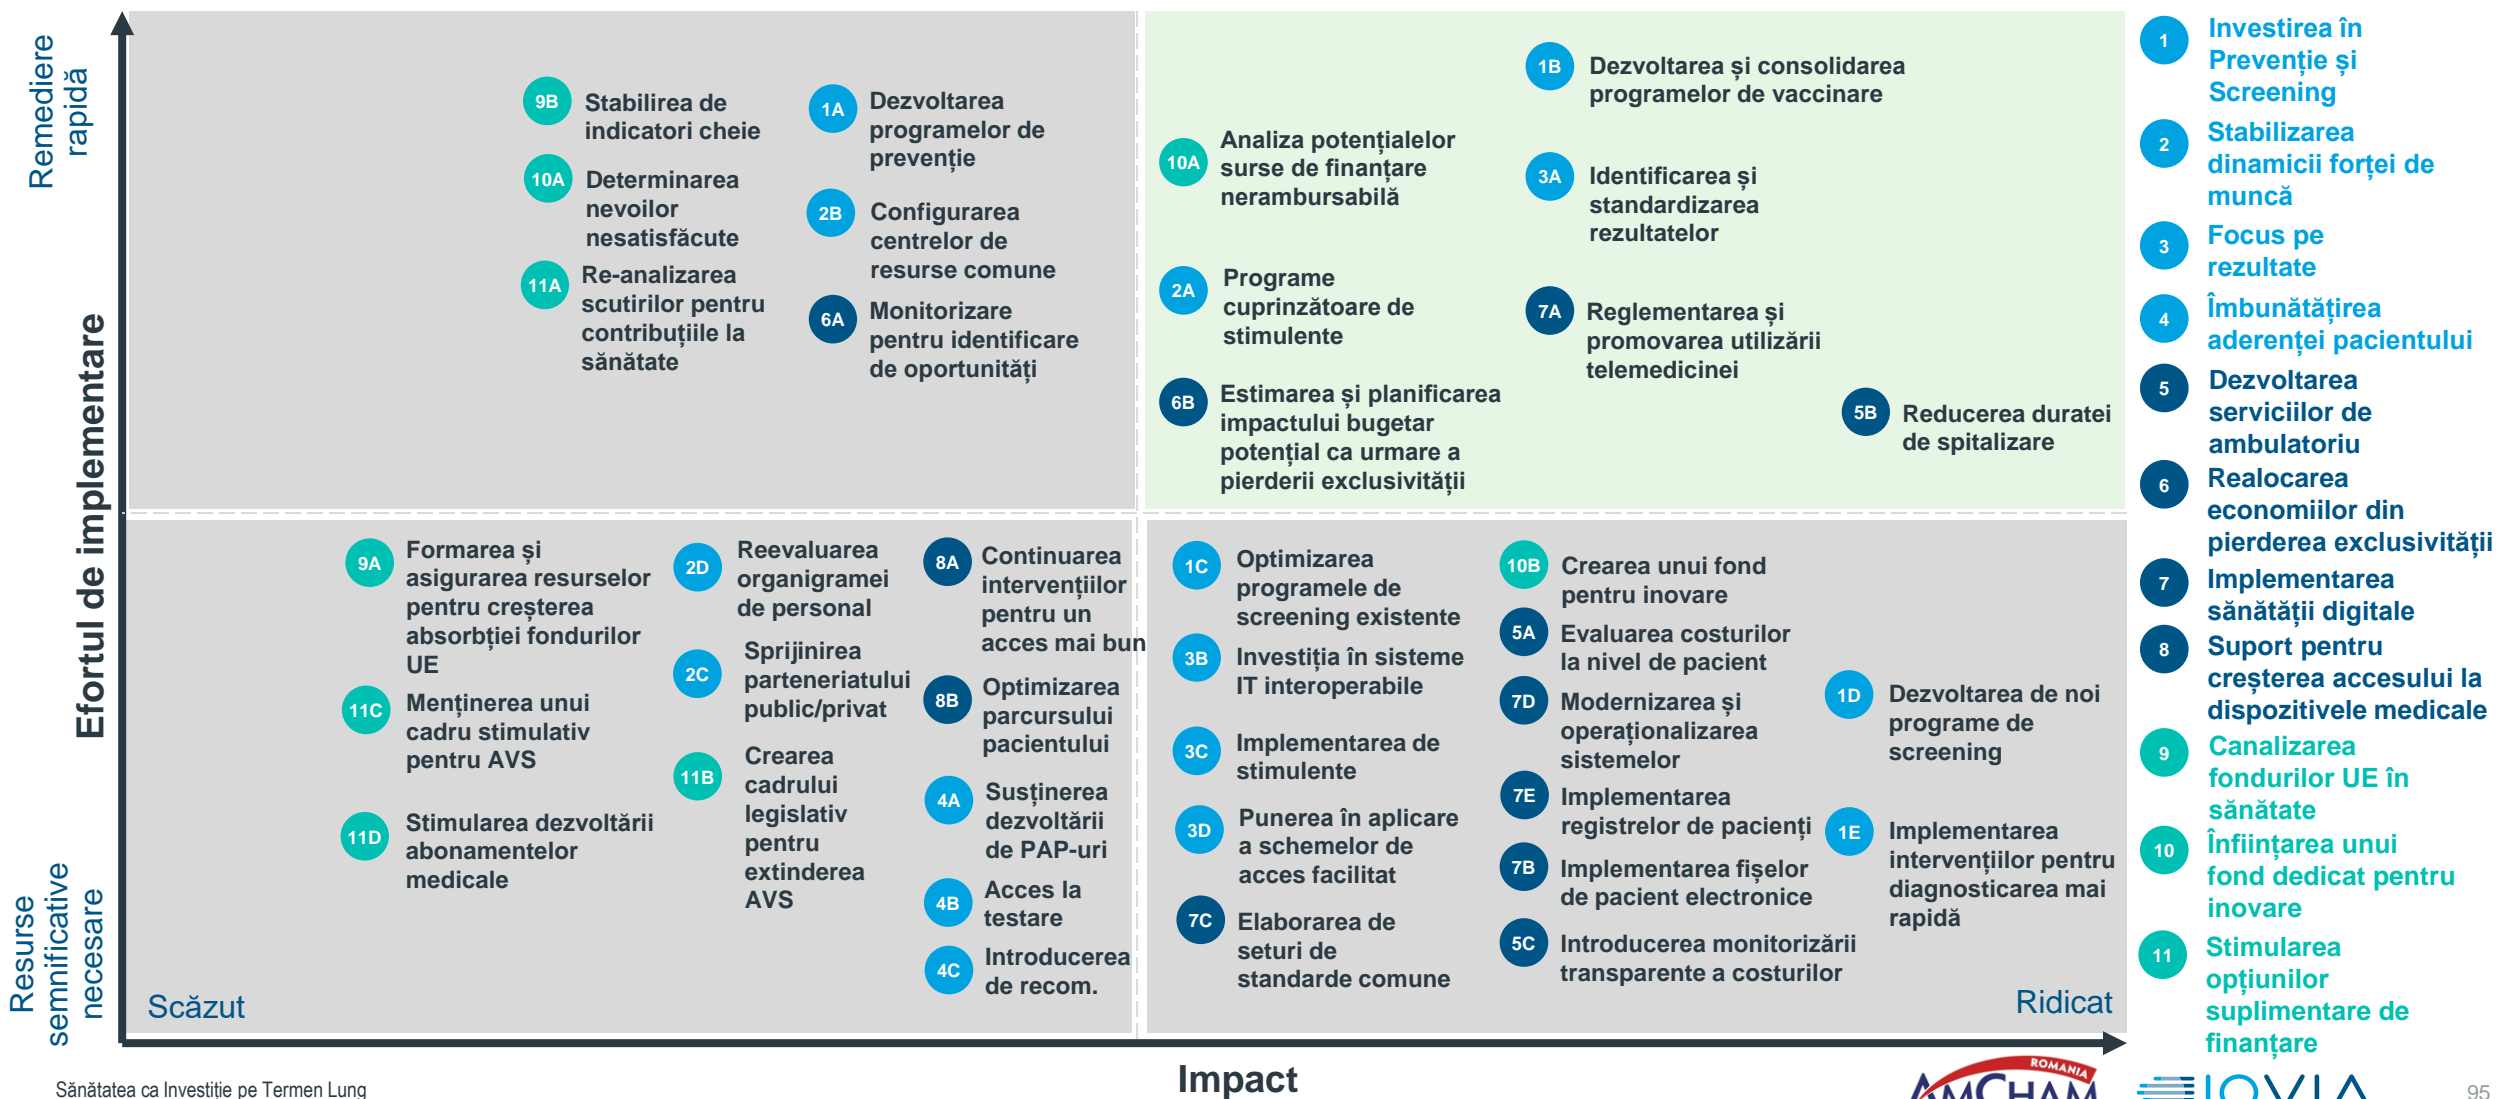 Remediere
rapidă
Efortul de implementare
Resurse
semnificative
necesare
9B
Stabilirea de
indicatori cheie
10A
Determinarea
nevoilor
nesatisfăcute
11A
Re-analizarea
scutirilor pentru
contribuțiile la
sănătate
1A
Dezvoltarea
programelor de
prevenție
2B
Configurarea
centrelor de
resurse comune
6A
Monitorizare
pentru identificare
de oportunități
10A
Analiza potențialelor
surse de finanțare
nerambursabilă
2A
Programe
cuprinzătoare de
stimulente
6B
Estimarea și planificarea
impactului bugetar
potențial ca urmare a
pierderii exclusivității
1B
Dezvoltarea și consolidarea
programelor de vaccinare
3A
Identificarea și
standardizarea
rezultatelor
7A
Reglementarea și
promovarea utilizării
telemedicinei
5B
Reducerea duratei
de spitalizare
9A
Formarea și
asigurarea resurselor
pentru creșterea
absorbției fondurilor
UE
11C
Menținerea unui
cadru stimulativ
pentru AVS
11D
Stimularea dezvoltării
abonamentelor
medicale
2D
Reevaluarea
organigramei
de personal
2C
Sprijinirea
parteneriatului
public/privat
11B
Crearea
cadrului
legislativ
pentru
extinderea
AVS
8A
Continuarea
intervențiilor
pentru un
acces mai bun
8B
Optimizarea
parcursului
pacientului
4A
Susținerea
dezvoltării
de PAP-uri
4B
Acces la
testare
4C
Introducerea
de recom.
1C
Optimizarea
programele de
screening existente
3B
Investiția în sisteme
IT interoperabile
3C
Implementarea de
stimulente
3D
Punerea în aplicare
a schemelor de
acces facilitat
7C
Elaborarea de
seturi de
standarde comune
10B
Crearea unui fond
pentru inovare
5A
Evaluarea costurilor
la nivel de pacient
7D
Modernizarea și
operaționalizarea
sistemelor
7E
Implementarea
registrelor de pacienți
7B
Implementarea fișelor
de pacient electronice
5C
Introducerea monitorizării
transparente a costurilor
1D
Dezvoltarea de noi
programe de
screening
1E
Implementarea
intervențiilor pentru
diagnosticarea mai
rapidă
Scăzut
Ridicat
Impact
1
Investirea în
Prevenție și
Screening
2
Stabilizarea
dinamicii forței de
muncă
3
Focus pe
rezultate
4
Îmbunătățirea
aderenței pacientului
5
Dezvoltarea
serviciilor de
ambulatoriu
6
Realocarea
economiilor din
pierderea exclusivității
7
Implementarea
sănătății digitale
8
Suport pentru
creșterea accesului la
dispozitivele medicale
9
Canalizarea
fondurilor UE în
sănătate
10
Înființarea unui
fond dedicat pentru
inovare
11
Stimularea
opțiunilor
suplimentare de
finanțare
Sănătatea ca Investiție pe Termen Lung
ROMANIA
AMCHAM
IQVIA
95